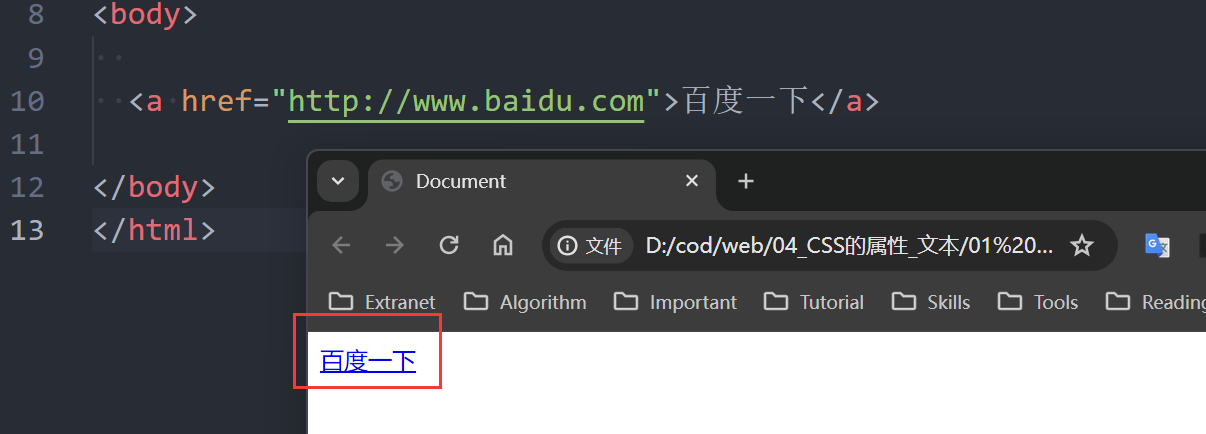 8 <body>
9
10 <a href="http://www.baidu.com">百度一下</a>
11
12 </body>
13 </html>
Document
文件 D:/cod/web/04_CSS的属性_文本/01%20...
Extranet Algorithm Important Tutorial Skills Tools Reading
百度一下